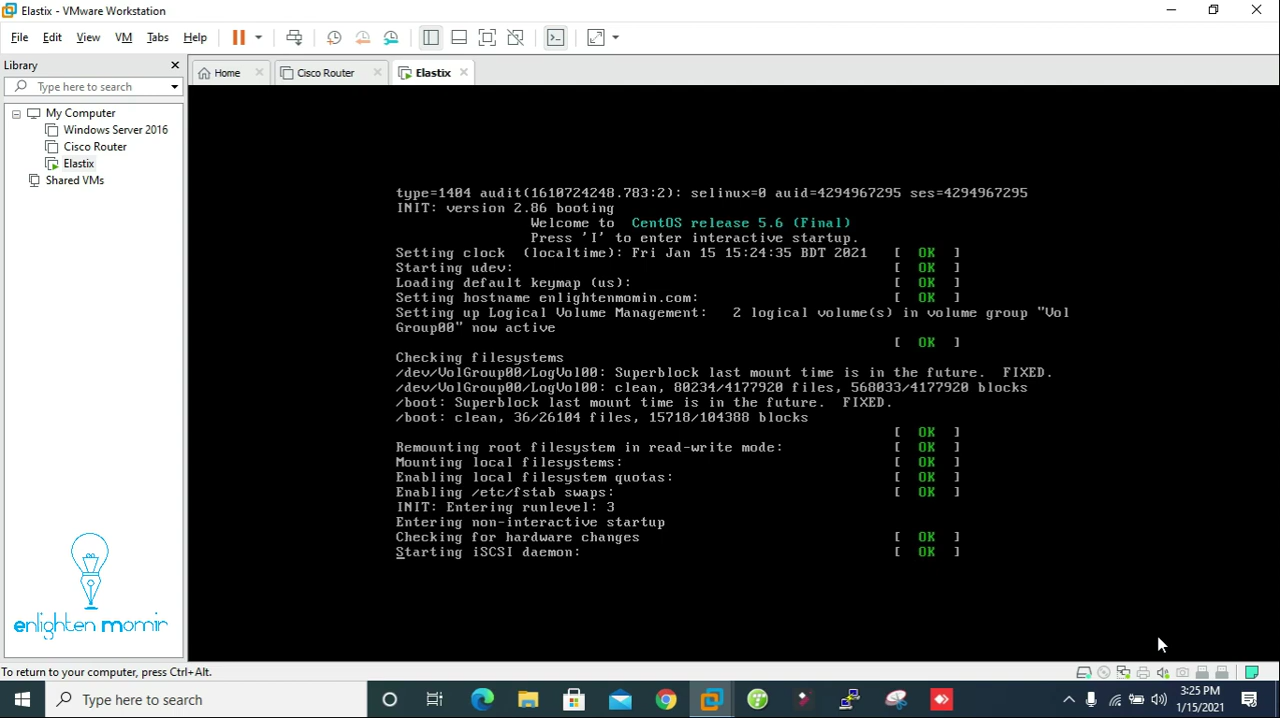 Elastix - VMware Workstation
File Edit View VM Tabs Help
Library
Type here to search
My Computer
Windows Server 2016
Cisco Router
Elastix
Shared VMs
Home Cisco Router Elastix
type=1404 audit(1610724248.783:2): selinux=0 auid=4294967295 ses=4294967295
INIT: version 2.86 booting
Welcome to CentOS release 5.6 (Final)
Press 'I' to enter interactive startup.
Setting clock (localtime): Fri Jan 15 15:24:35 BDT 2021 [ OK ]
Starting udev: [ OK ]
Loading default keymap (us): [ OK ]
Setting hostname enlightenmomin.com: [ OK ]
Setting up Logical Volume Management: 2 logical volume(s) in volume group "Vol
Group00" now active
[ OK ]
Checking filesystems
/dev/VolGroup00/LogVol00: Superblock last mount time is in the future. FIXED.
/dev/VolGroup00/LogVol00: clean, 80234/4177920 files, 568033/4177920 blocks
/boot: Superblock last mount time is in the future. FIXED.
/boot: clean, 36/26104 files, 15718/104388 blocks
[ OK ]
Remounting root filesystem in read-write mode: [ OK ]
Mounting local filesystems: [ OK ]
Enabling local filesystem quotas: [ OK ]
Enabling /etc/fstab swaps: [ OK ]
INIT: Entering runlevel: 3
Entering non-interactive startup
Checking for hardware changes [ OK ]
Starting iSCSI daemon: [ OK ]
enlighten momin
To return to your computer, press Ctrl+Alt.
Type here to search
3:25 PM
1/15/2021